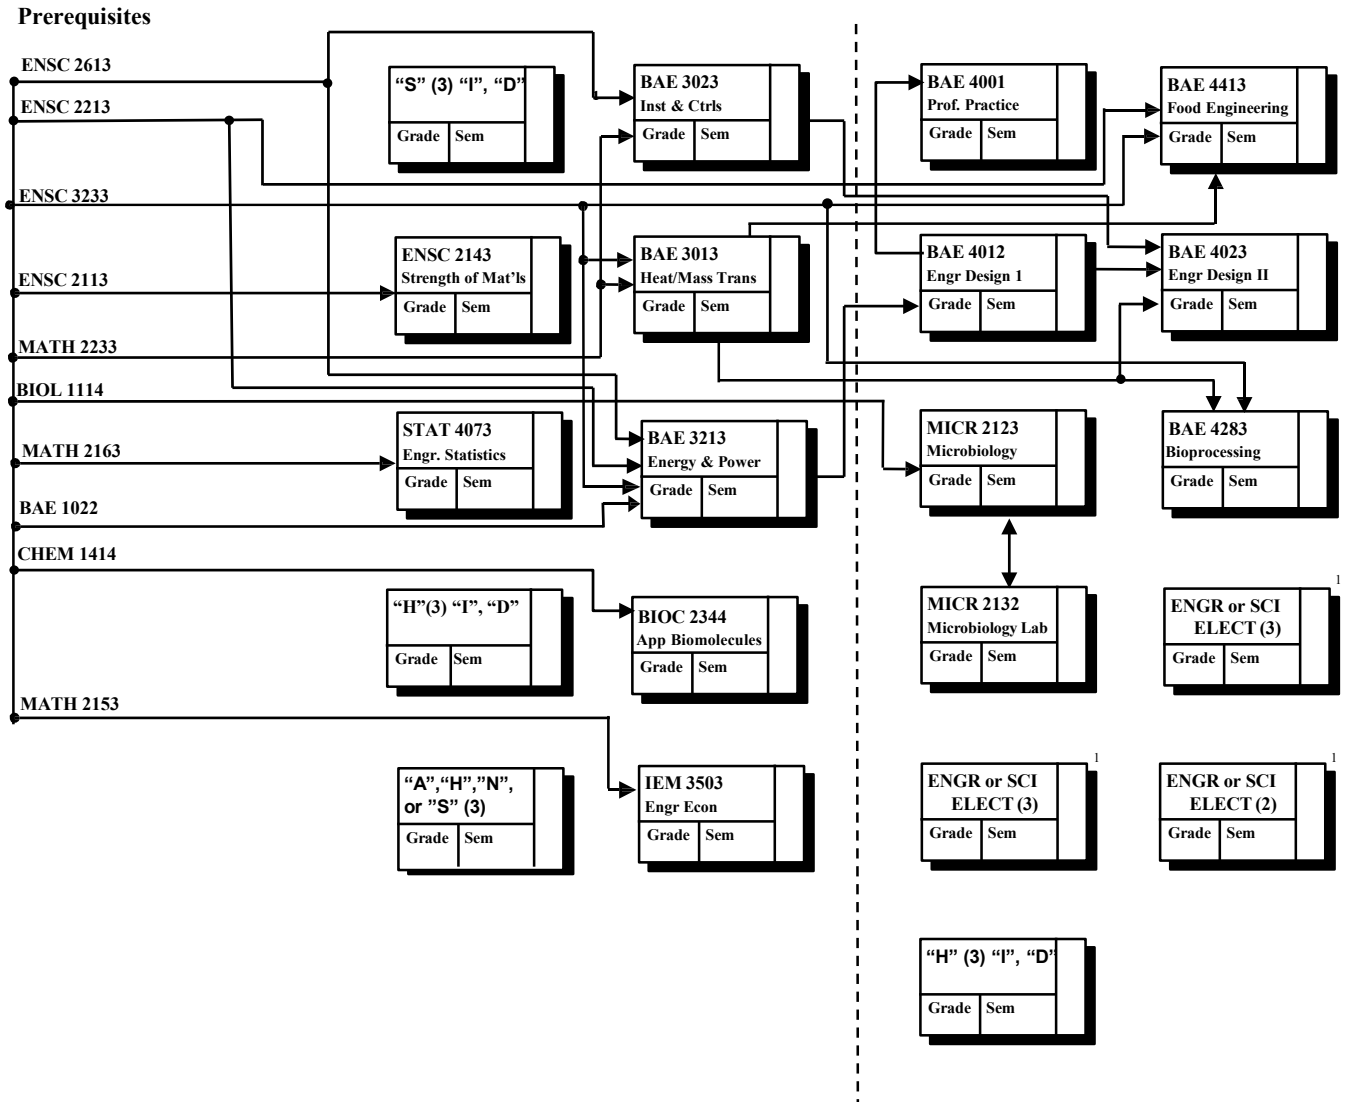 Prerequisites
ENSC 2613
ENSC 2213
ENSC 3233
ENSC 2113
MATH 2233
BIOL 1114
MATH 2163
BAE 1022
CHEM 1414
MATH 2153
“S” (3) “I”, “D”
Grade Sem
BAE 3023
Inst & Ctrls
Grade Sem
BAE 4001
Prof. Practice
Grade Sem
BAE 4413
Food Engineering
Grade Sem
ENSC 2143
Strength of Mat’ls
Grade Sem
BAE 3013
Heat/Mass Trans
Grade Sem
BAE 4012
Engr Design 1
Grade Sem
BAE 4023
Engr Design II
Grade Sem
STAT 4073
Engr. Statistics
Grade Sem
BAE 3213
Energy & Power
Grade Sem
MICR 2123
Microbiology
Grade Sem
BAE 4283
Bioprocessing
Grade Sem
“H”(3) “I”, “D”
Grade Sem
BIOC 2344
App Biomolecules
Grade Sem
MICR 2132
Microbiology Lab
Grade Sem
1
ENGR or SCI
ELECT (3)
Grade Sem
“A”,“H”,”N”,
or ”S” (3)
Grade Sem
IEM 3503
Engr Econ
Grade Sem
1
ENGR or SCI
ELECT (3)
Grade Sem
1
ENGR or SCI
ELECT (2)
Grade Sem
“H” (3) “I”, “D”
Grade Sem